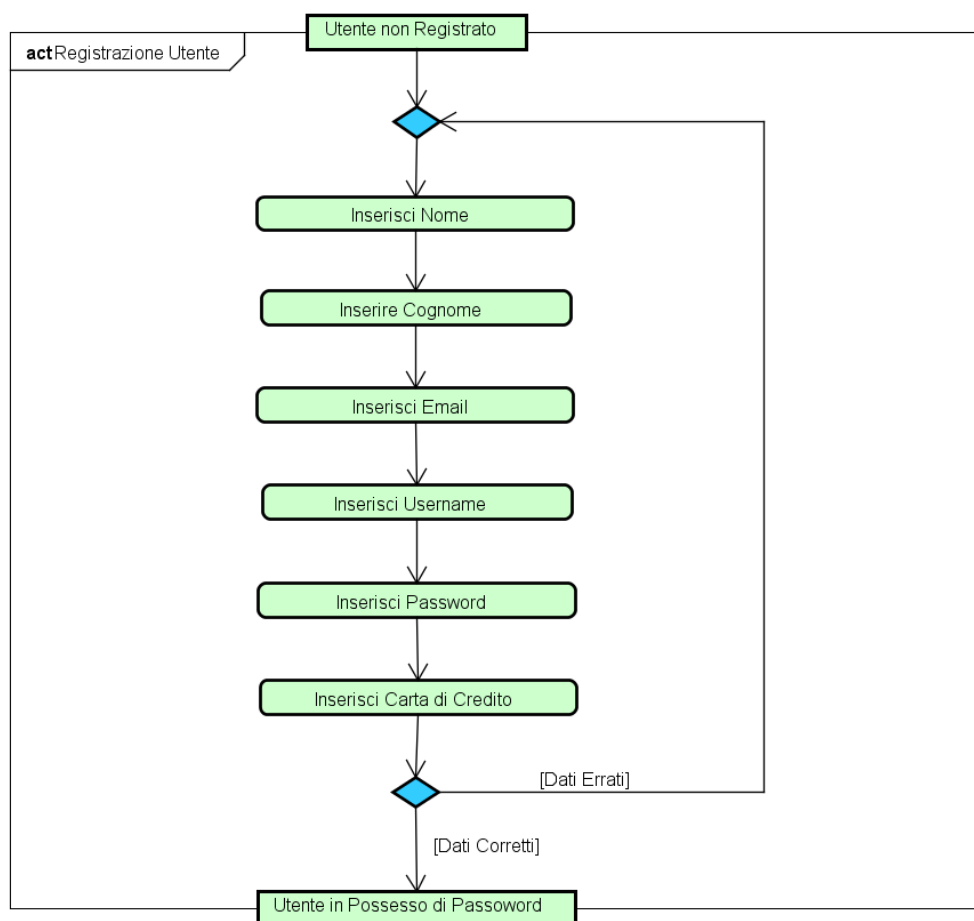 Utente non Registrato
act Registrazione Utente
Inserisci Nome
Inserire Cognome
Inserisci Email
Inserisci Username
Inserisci Password
Inserisci Carta di Credito
[Dati Errati]
[Dati Corretti]
Utente in Possesso di Passoword